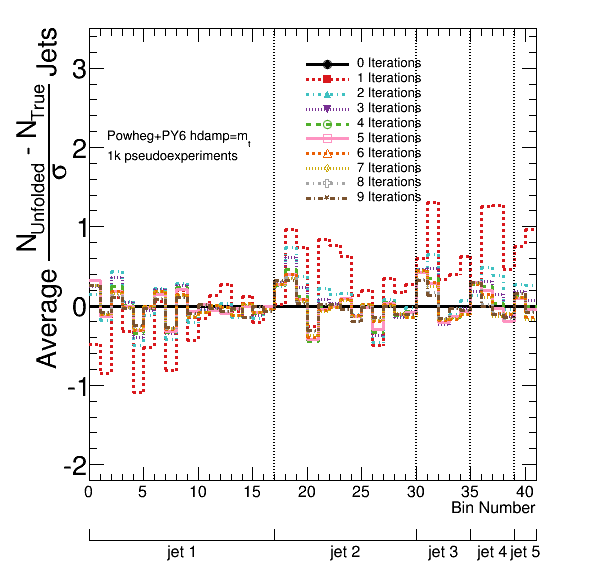 Average N_Unfolded - N_True / σ Jets
3
2
1
0
-1
-2
0 Iterations
1 Iterations
2 Iterations
3 Iterations
4 Iterations
5 Iterations
6 Iterations
7 Iterations
8 Iterations
9 Iterations
Powheg+PY6 hdamp=m_t
1k pseudoexperiments
0 5 10 15 20 25 30 35 40
Bin Number
jet 1 jet 2 jet 3 jet 4 jet 5